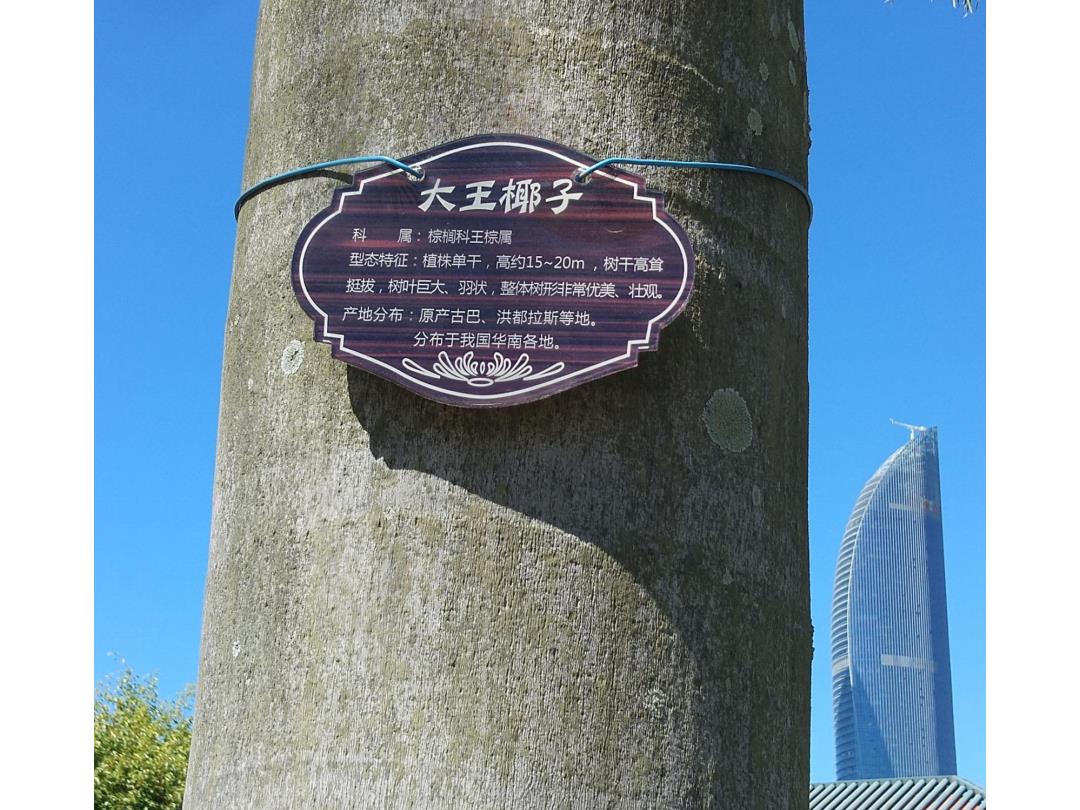 大王椰子
科　　属：棕榈科王棕属
型态特征：植株单干，高约15~20m ，树干高耸
挺拔，树叶巨大、羽状，整体树形非常优美、壮观。
产地分布：原产古巴、洪都拉斯等地。
分布于我国华南各地。